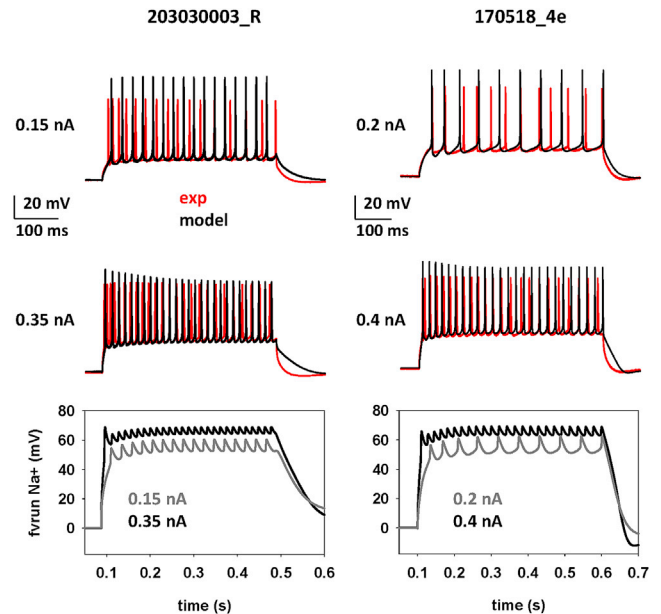 203030003_R 170518_4e
0.15 nA 0.2 nA
20 mV 20 mV
100 ms 100 ms
exp
model
0.35 nA 0.4 nA
fvrun Na+ (mV)
80 80
60 60
40 40
20 20
0 0
0.15 nA 0.2 nA
0.35 nA 0.4 nA
0.1 0.2 0.3 0.4 0.5 0.6 0.1 0.2 0.3 0.4 0.5 0.6 0.7
time (s) time (s)